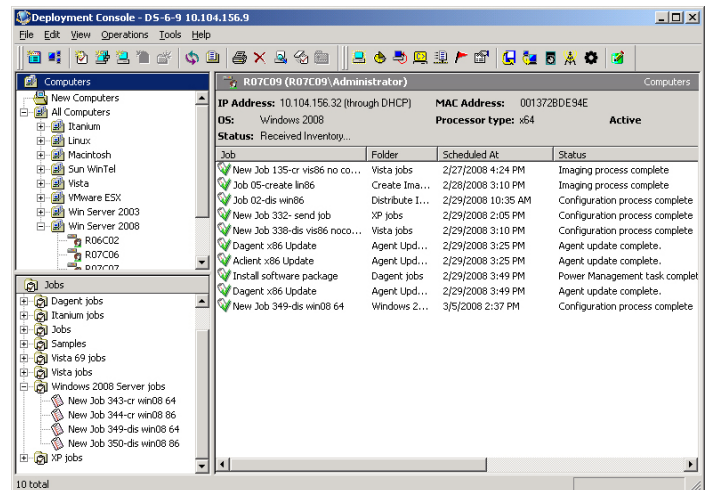 Deployment Console - DS-6-9 10.104.156.9
File Edit View Operations Tools Help
Computers
New Computers
All Computers
Itanium
Linux
Macintosh
Sun WinTel
Vista
VMware ESX
Win Server 2003
Win Server 2008
R06C02
R07C06
R07C07
Jobs
Dagent jobs
Itanium jobs
Jobs
Samples
Vista 69 jobs
Vista jobs
Windows 2008 Server jobs
New Job 343-cr win08 64
New Job 344-cr win08 86
New Job 349-dis win08 64
New Job 350-dis win08 86
XP jobs
R07C09 (R07C09\Administrator) Computers
IP Address: 10.104.156.32 (through DHCP) MAC Address: 001372BDE94E
OS: Windows 2008 Processor type: x64 Active
Status: Received Inventory...
Job Folder Scheduled At Status
New Job 135-cr vis86 no co... Vista jobs 2/27/2008 4:24 PM Imaging process complete
Job 05-create lin86 Create Ima... 2/28/2008 3:10 PM Imaging process complete
Job 02-dis win86 Distribute I... 2/29/2008 10:35 AM Configuration process complete
New Job 332- send job XP jobs 2/29/2008 2:05 PM Configuration process complete
New Job 338-dis vis86 noco... Vista jobs 2/29/2008 3:10 PM Configuration process complete
Dagent x86 Update Agent Upd... 2/29/2008 3:25 PM Agent update complete.
Aclient x86 Update Agent Upd... 2/29/2008 3:25 PM Agent update complete.
Install software package Dagent jobs 2/29/2008 3:49 PM Power Management task complet
Dagent x86 Update Agent Upd... 2/29/2008 3:49 PM Agent update complete.
New Job 349-dis win08 64 Windows 2... 3/5/2008 2:37 PM Configuration process complete
10 total